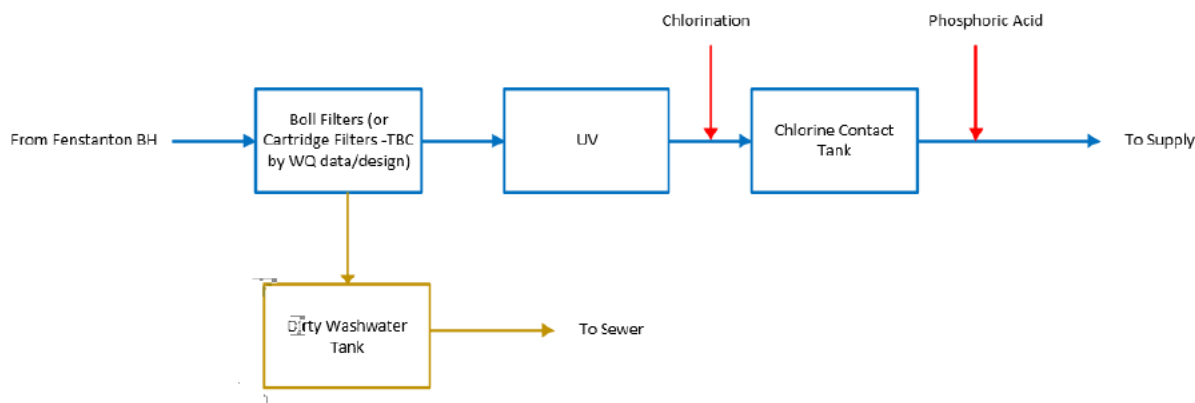 Chlorination
Phosphoric Acid
From Fenstanton BH
Boll Filters (or
Cartridge Filters -TBC
by WQ data/design)
UV
Chlorine Contact
Tank
To Supply
Dirty Washwater
Tank
To Sewer